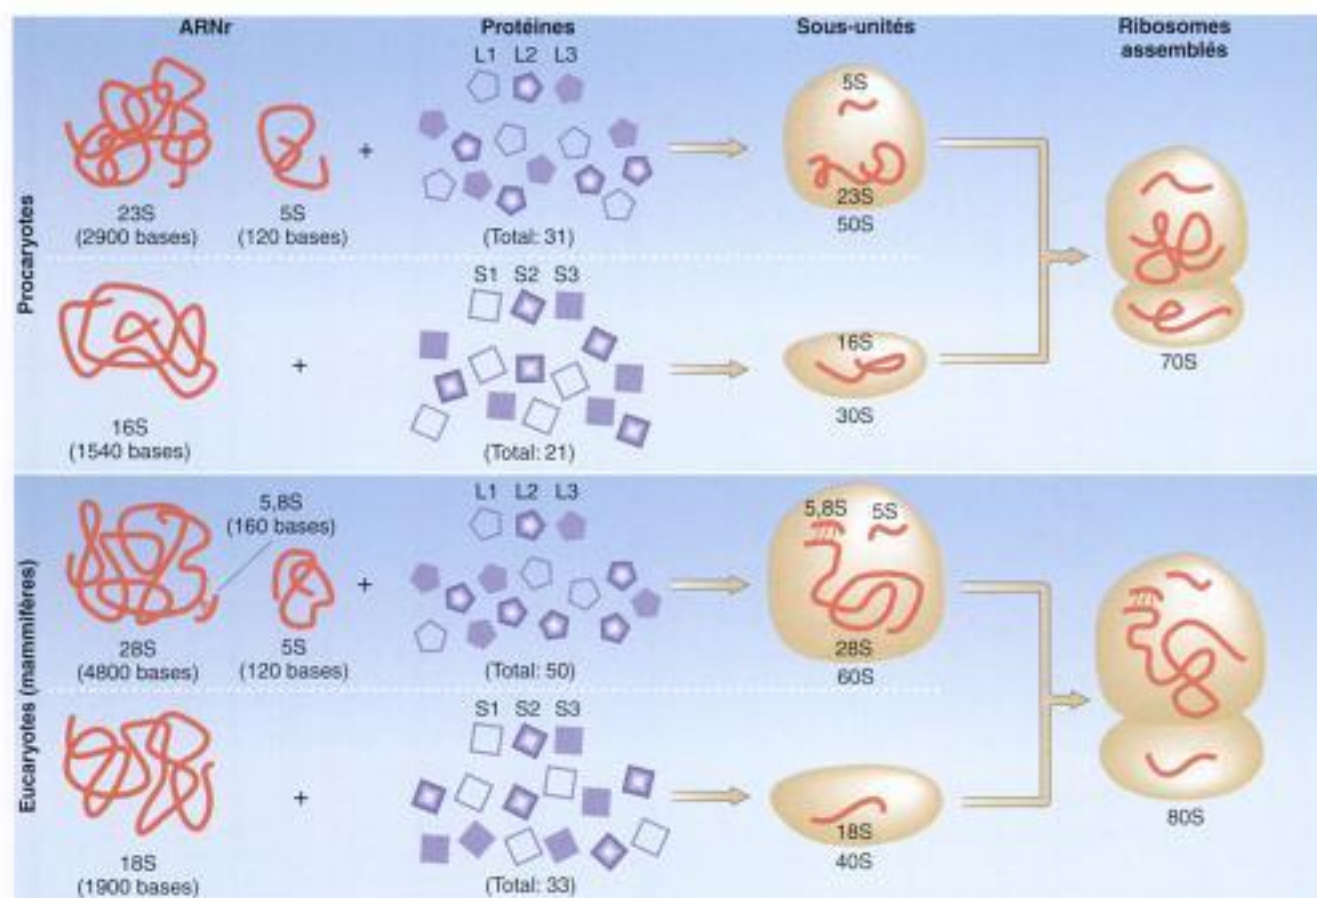 ARNr
Protéines
Sous-unités
Ribosomes
assemblés
Procaryotes
23S
(2900 bases)
5S
(120 bases)
+
L1 L2 L3
(Total: 31)
5S
23S
50S
16S
(1540 bases)
+
S1 S2 S3
(Total: 21)
16S
30S
70S
Eucaryotes (mammifères)
5,8S
(160 bases)
28S
(4800 bases)
5S
(120 bases)
+
L1 L2 L3
(Total: 50)
5,8S 5S
28S
60S
18S
(1900 bases)
+
S1 S2 S3
(Total: 33)
18S
40S
80S